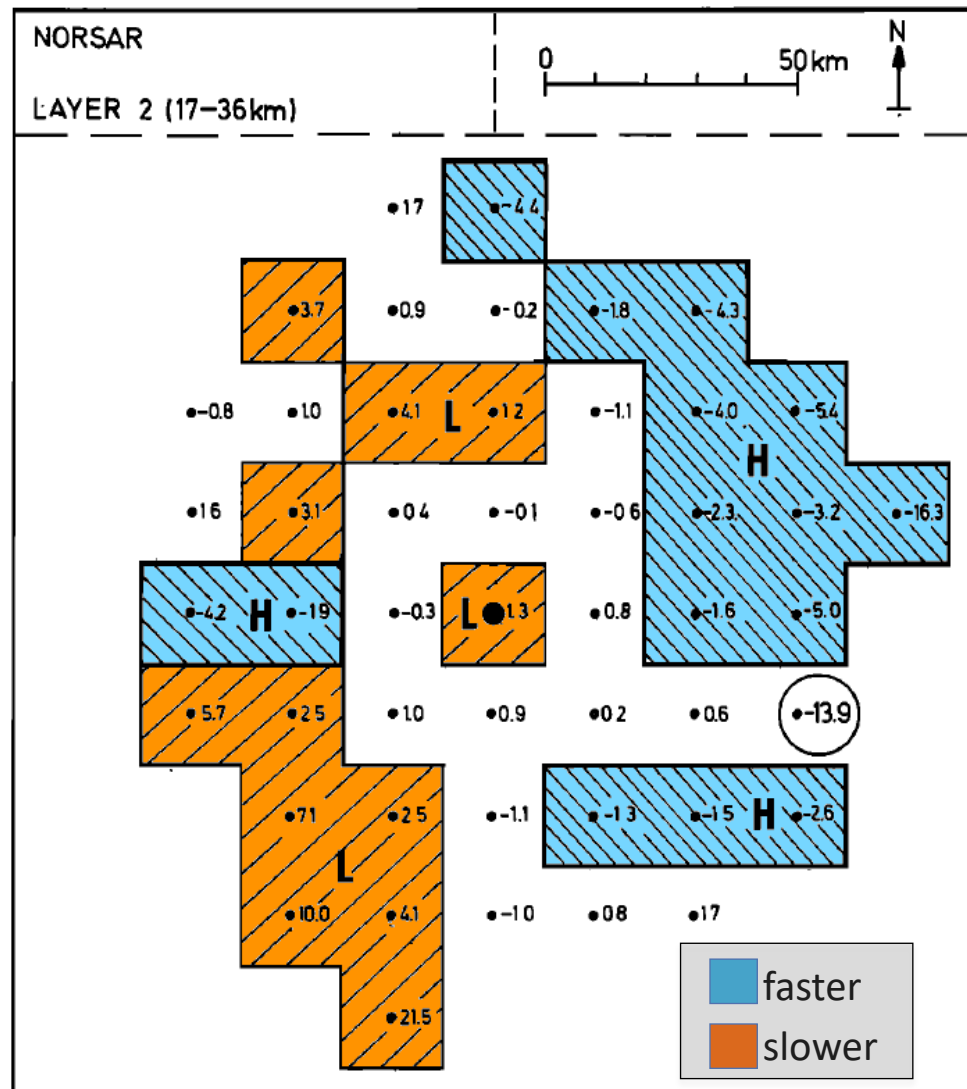 NORSAR
0 50 km N
LAYER 2 (17-36km)
17 -4 4
3.7 0.9 -0.2 -1.8 -4.3
-0.8 1.0 4.1 L 1 2 -1.1 -4.0 -5.4
H
1 6 3.1 0 4 -0 1 -0 6 -2.3 -3.2 -16.3
-4.2 H -1 9 -0.3 L 1.3 0.8 -1.6 -5.0
5.7 2 5 1.0 0.9 0 2 0.6 -13.9
7 1 2 5 -1.1 -1 3 -1 5 H -2.6
L
10.0 4.1 -1 0 0 8 17
21.5
faster
slower